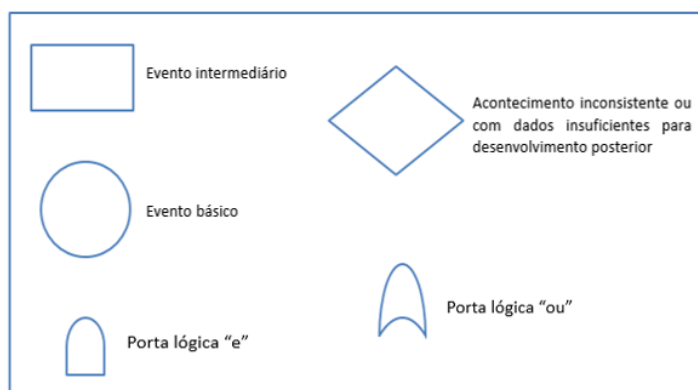 Evento intermediário
Acontecimento inconsistente ou
com dados insuficientes para
desenvolvimento posterior
Evento básico
Porta lógica “ou”
Porta lógica “e”